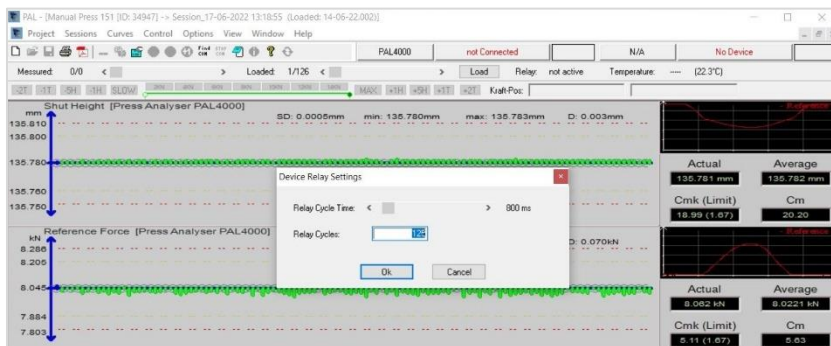 PAL - [Manual Press 151 [ID: 34947] -> Session_17-06-2022 13:18:55 (Loaded: 14-06-22.002)]
Project Sessions Curves Control Options View Window Help
PAL4000 not Connected N/A No Device
Measured: 0/0 < > Loaded: 1/126 < > Load Relay: not active Temperature: ---- (22.3°C)
-2T -1T -5H -1H SLOW MAX +1H +5H +1T +2T Kraft-Pos:
Shut Height [Press Analyser PAL4000] SD: 0.0005mm min: 135.780mm max: 135.783mm D: 0.003mm
mm
135.810
135.800
135.780
135.760
135.750
Actual Average
135.781 mm 135.782 mm
Cmk (Limit) Cm
18.99 (1.67) 20.20
Device Relay Settings
Relay Cycle Time: < > 800 ms
Relay Cycles:
Ok Cancel
Reference Force [Press Analyser PAL4000] D: 0.070kN
kN
8.286
8.205
8.045
7.884
7.803
Actual Average
8.062 kN 8.0221 kN
Cmk (Limit) Cm
5.11 (1.67) 5.63